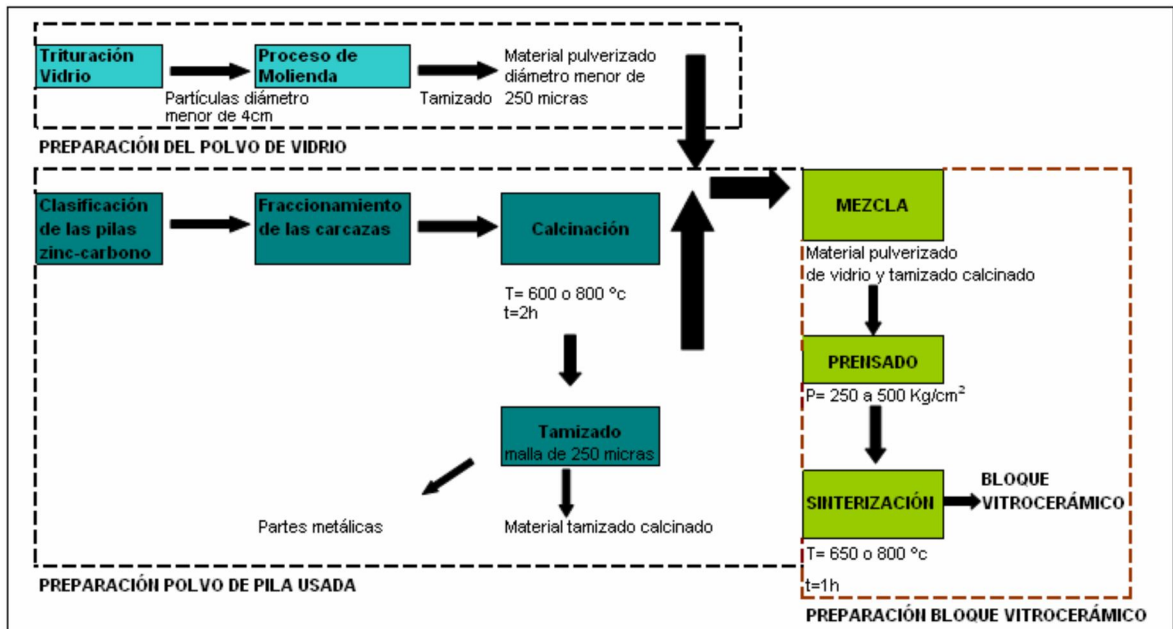 Trituración
Vidrio
Partículas diámetro
menor de 4cm
Proceso de
Molienda
Tamizado
Material pulverizado
diámetro menor de
250 micras
PREPARACIÓN DEL POLVO DE VIDRIO
Clasificación
de las pilas
zinc-carbono
Fraccionamiento
de las carcazas
Calcinación
T= 600 o 800 ºc
t=2h
Tamizado
malla de 250 micras
Partes metálicas
Material tamizado calcinado
PREPARACIÓN POLVO DE PILA USADA
MEZCLA
Material pulverizado
de vidrio y tamizado calcinado
PRENSADO
P= 250 a 500 Kg/cm²
SINTERIZACIÓN
BLOQUE
VITROCERÁMICO
T= 650 o 800 ºc
t=1h
PREPARACIÓN BLOQUE VITROCERÁMICO